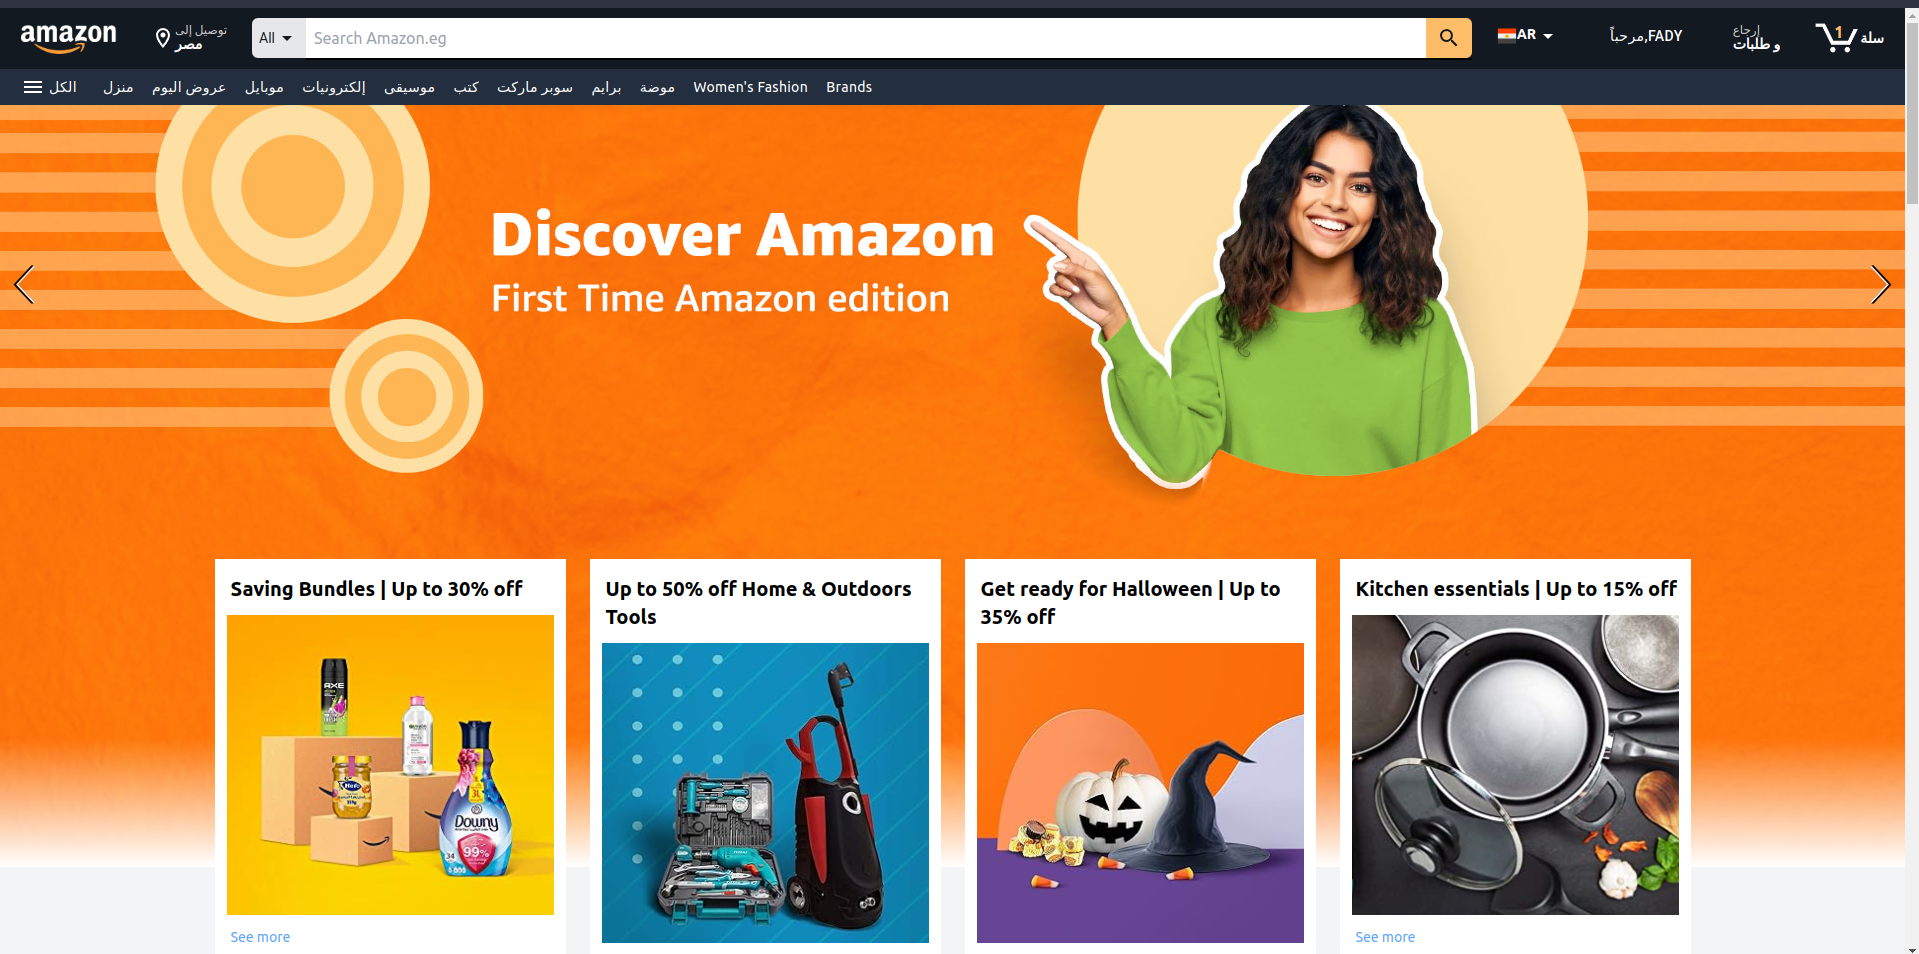 amazon
توصيل إلى
مصر
All
Search Amazon.eg
AR
مرحباً,FADY
إرجاع
و طلبات
1
سلة
الكل
منزل
عروض اليوم
موبايل
إلكترونيات
موسيقى
كتب
سوبر ماركت
برايم
موضة
Women's Fashion
Brands
Discover Amazon
First Time Amazon edition
Saving Bundles | Up to 30% off
AXE
Hero
Downy
99%
See more
Up to 50% off Home & Outdoors
Tools
Get ready for Halloween | Up to
35% off
Kitchen essentials | Up to 15% off
See more